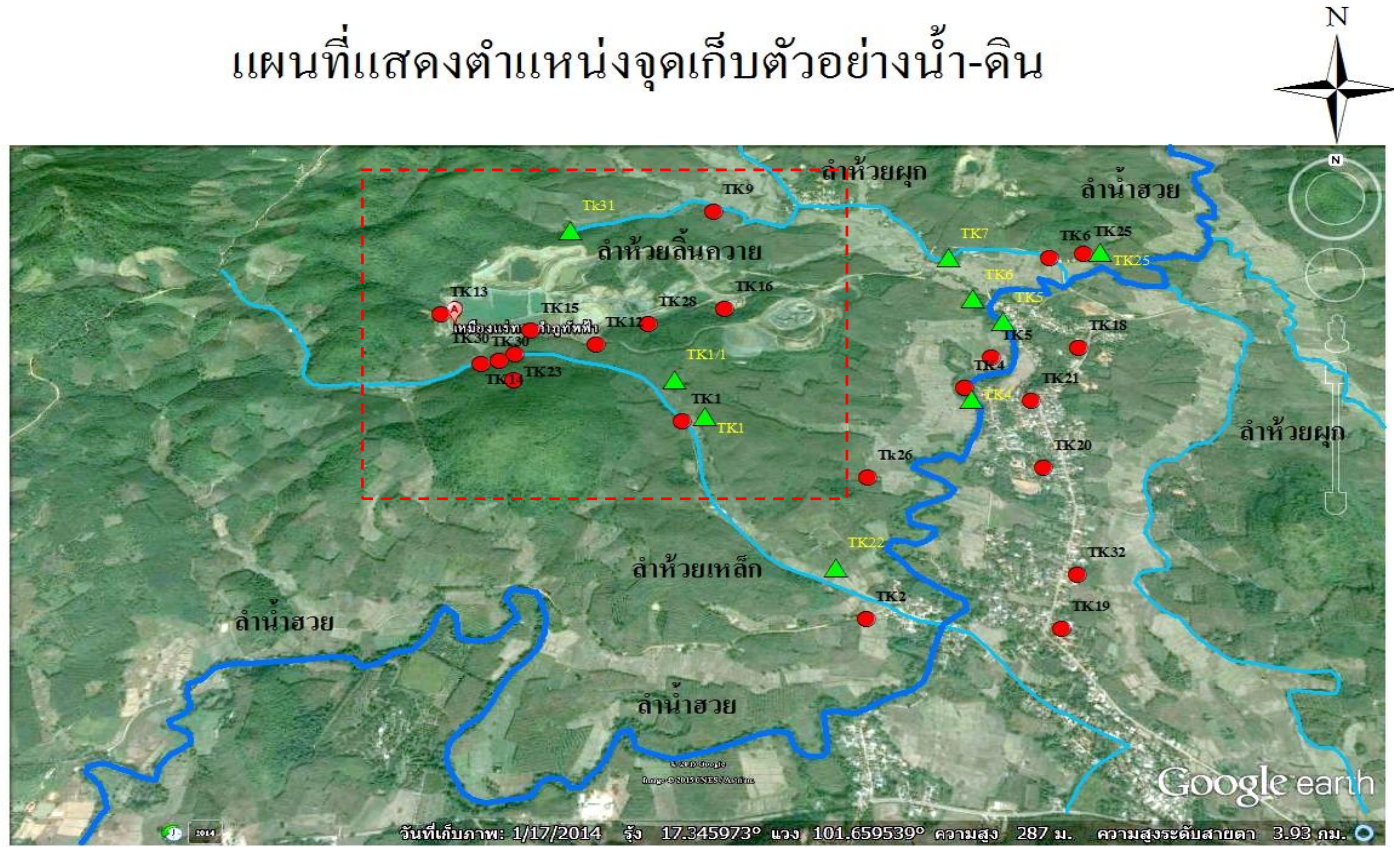 แผนที่แสดงตำแหน่งจุดเก็บตัวอย่างน้ำ-ดิน
N
N
ลำห้วยผุก
ลำน้ำฮวย
Tk31
TK9
ลำห้วยลิ้นควาย
TK7
TK6
TK25
TK25
TK6
TK5
TK13
A
TK15
TK28
TK16
TK12
TK5
TK18
TK30
TK30
TK14
TK23
TK1/1
TK4
TK4
TK21
TK1
TK1
ลำห้วยผุก
TK20
Tk26
TK22
ลำห้วยเหล็ก
TK32
TK2
TK19
ลำน้ำฮวย
ลำน้ำฮวย
© 2015 Google
Image © 2015 CNES / Astrium
Google earth
2014
วันที่เก็บภาพ: 1/17/2014 รุ้ง 17.345973° แวง 101.659539° ความสูง 287 ม. ความสูงระดับสายตา 3.93 กม.